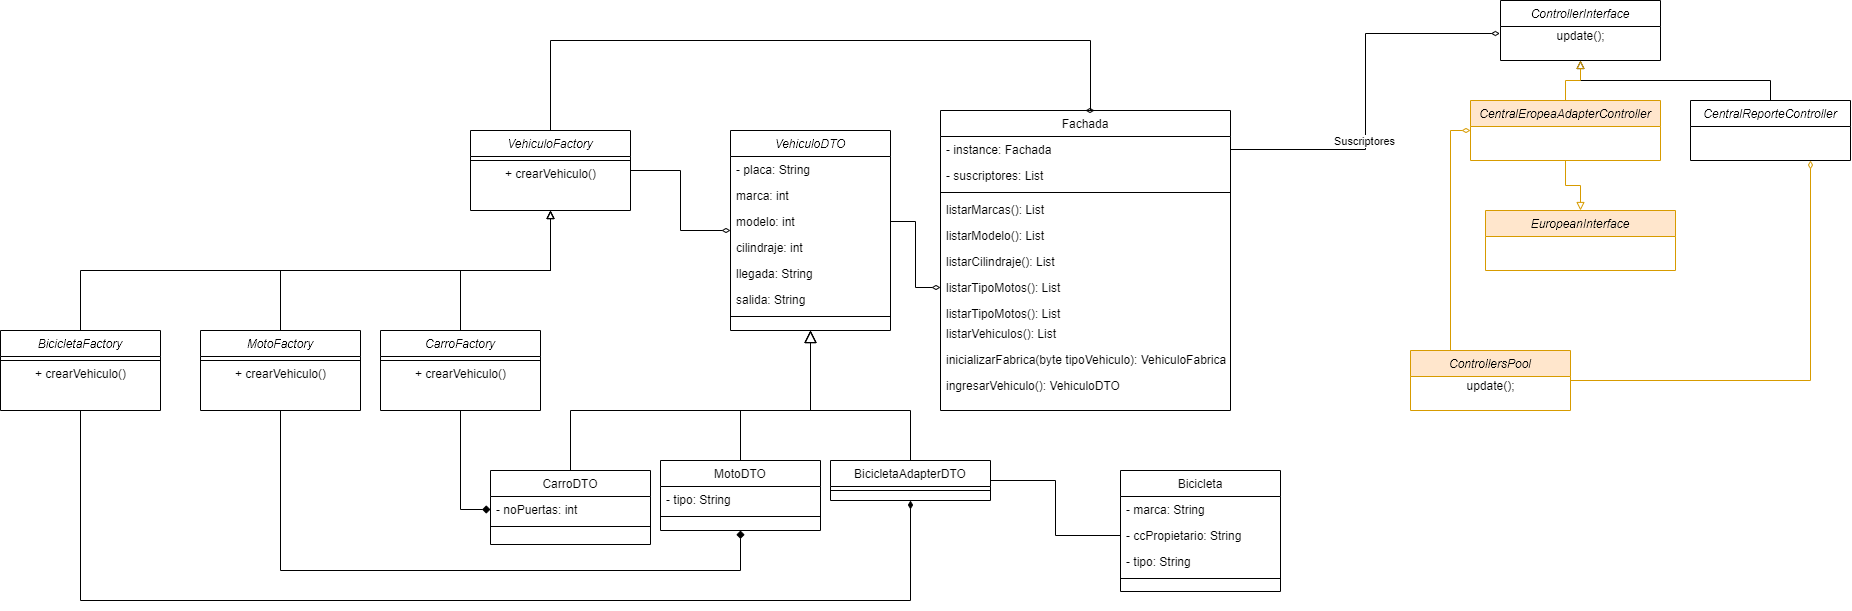 ControllerInterface
update();
CentralEropeaAdapterController
CentralReporteController
Fachada
- instance: Fachada
- suscriptores: List
listarMarcas(): List
listarModelo(): List
listarCilindraje(): List
listarTipoMotos(): List
listarTipoMotos(): List
listarVehiculos(): List
inicializarFabrica(byte tipoVehiculo): VehiculoFabrica
ingresarVehiculo(): VehiculoDTO
Suscriptores
VehiculoFactory
+ crearVehiculo()
VehiculoDTO
- placa: String
marca: int
modelo: int
cilindraje: int
llegada: String
salida: String
EuropeanInterface
BicicletaFactory
+ crearVehiculo()
MotoFactory
+ crearVehiculo()
CarroFactory
+ crearVehiculo()
ControllersPool
update();
CarroDTO
- noPuertas: int
MotoDTO
- tipo: String
BicicletaAdapterDTO
Bicicleta
- marca: String
- ccPropietario: String
- tipo: String